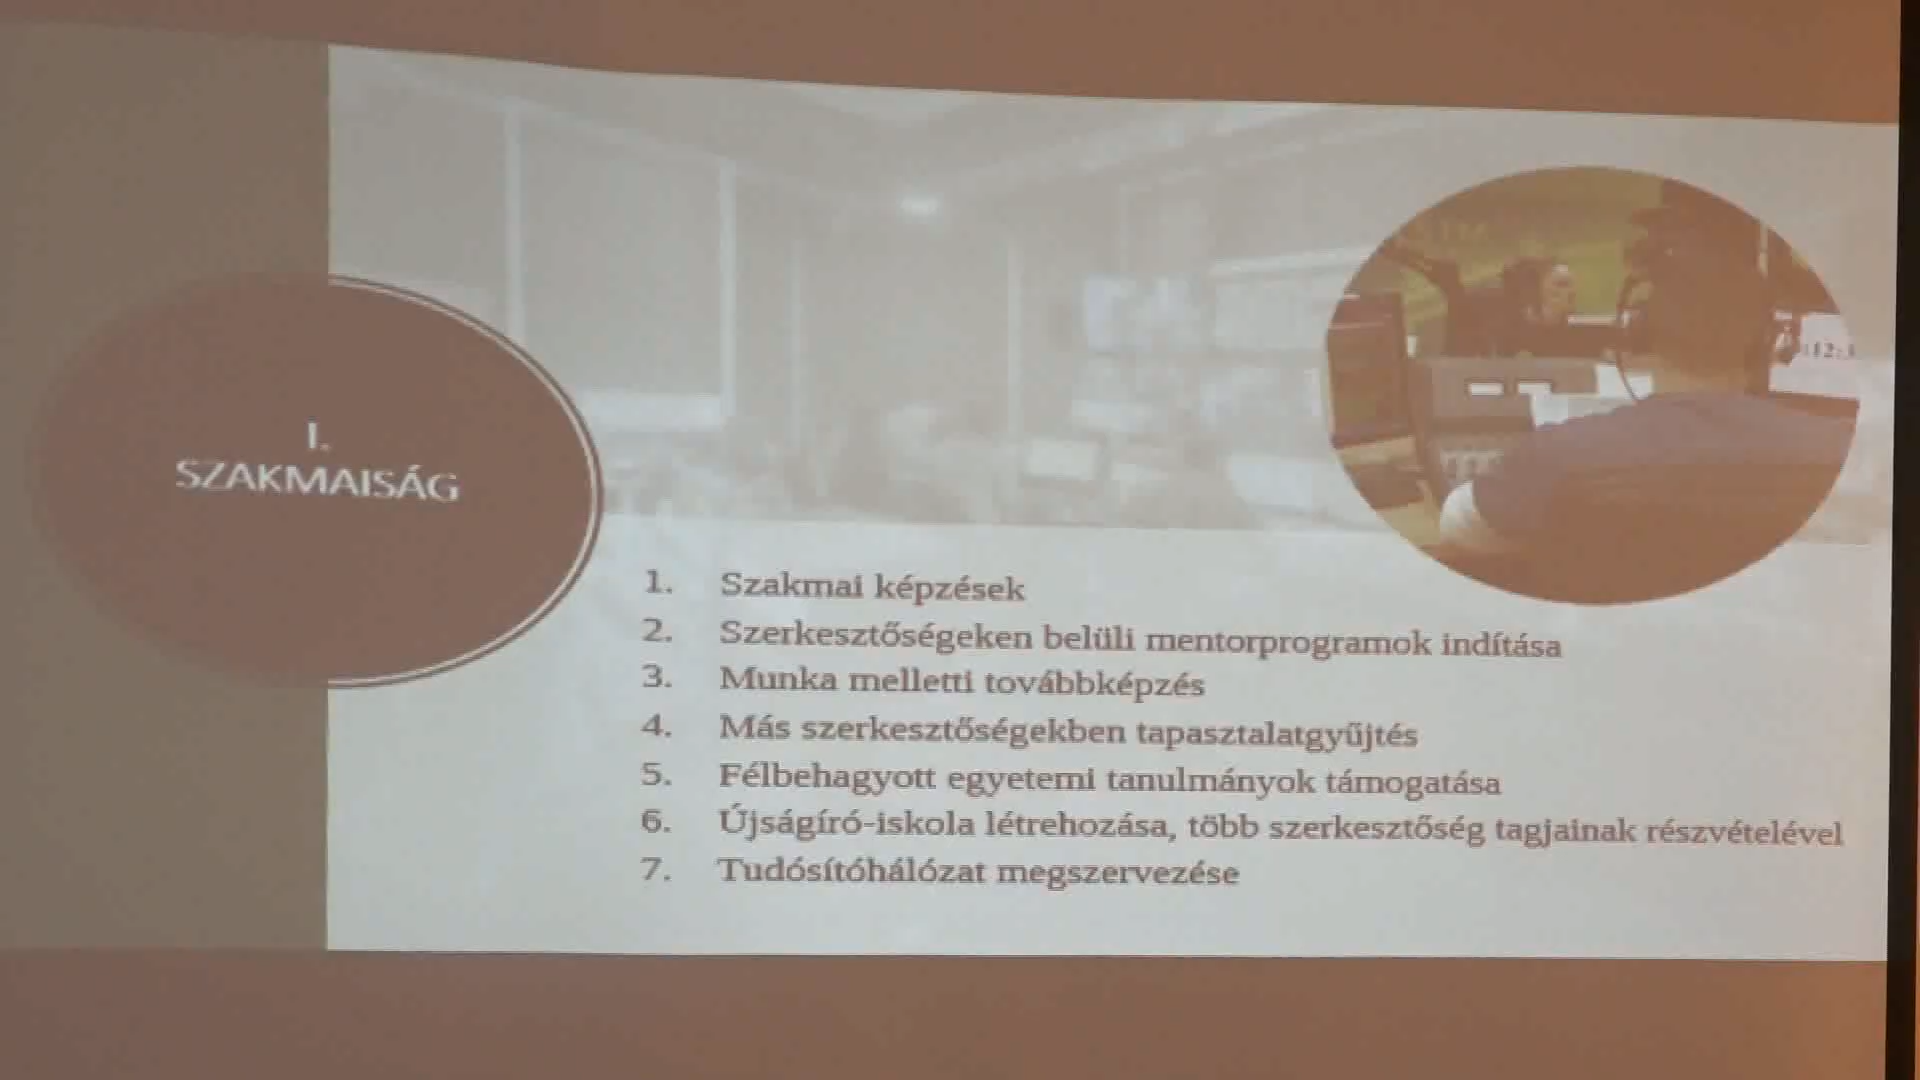 I.
SZAKMAISÁG
1. Szakmai képzések
2. Szerkesztőségeken belüli mentorprogramok indítása
3. Munka melletti továbbképzés
4. Más szerkesztőségekben tapasztalatgyűjtés
5. Félbehagyott egyetemi tanulmányok támogatása
6. Újságíró-iskola létrehozása, több szerkesztőség tagjainak részvételével
7. Tudósítóhálózat megszervezése